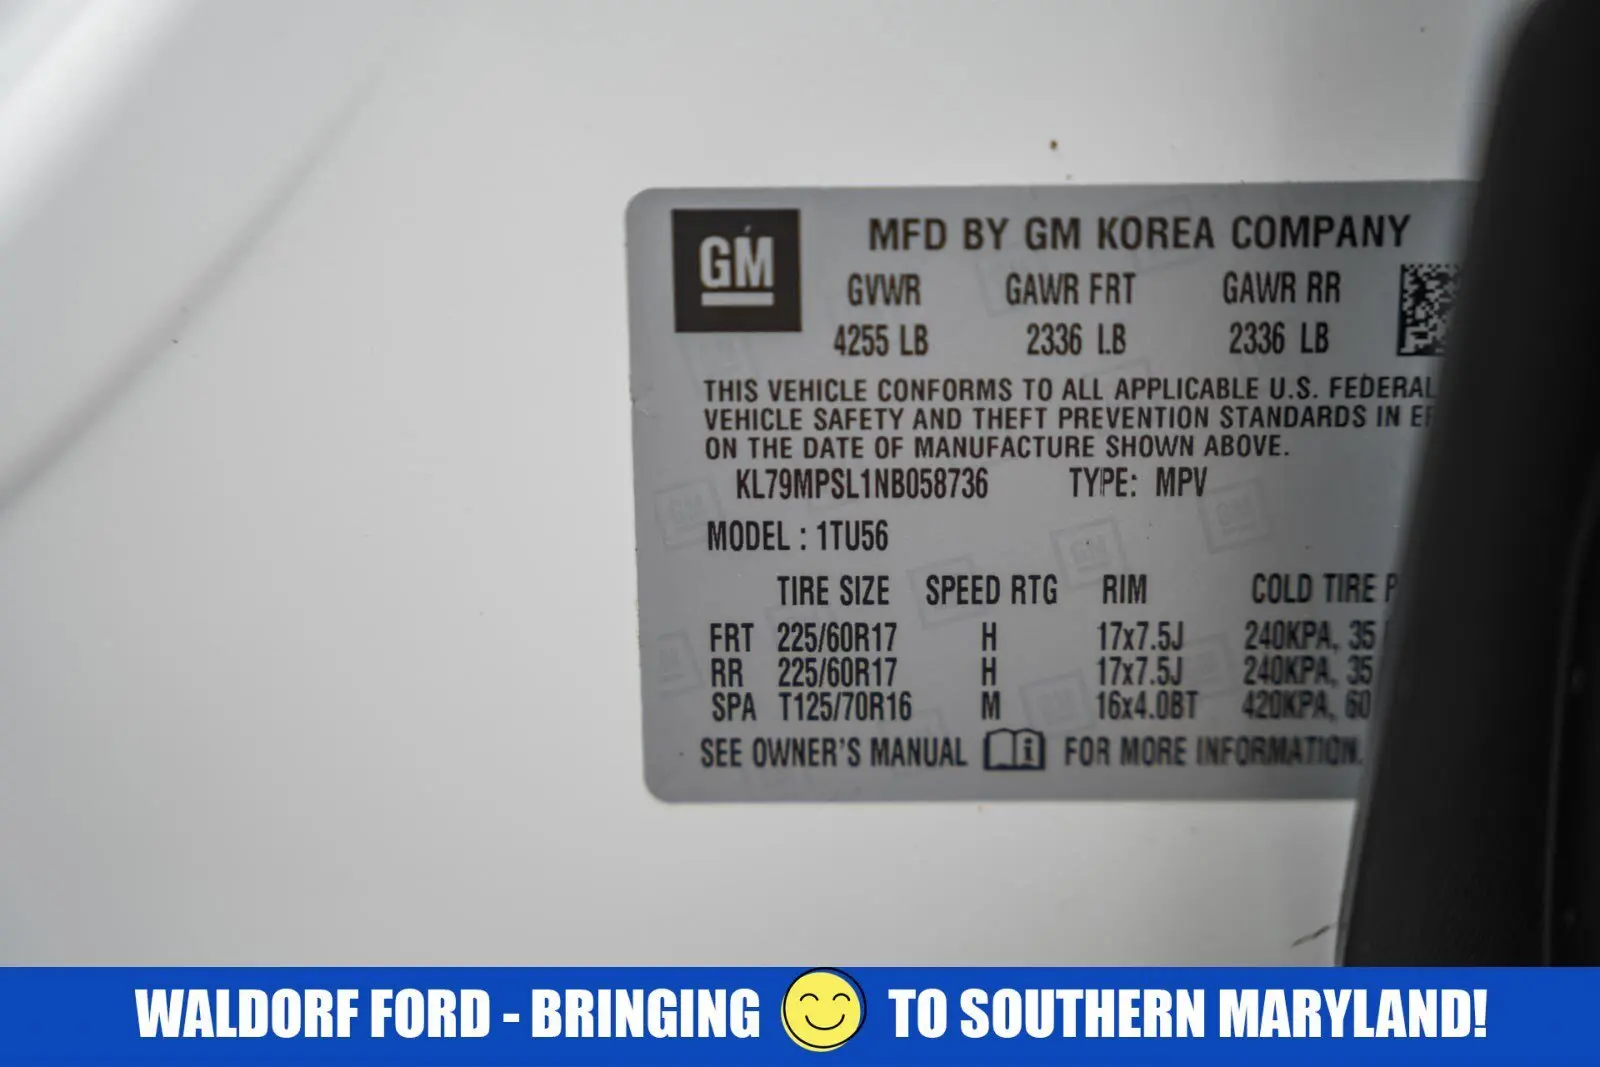 GM
MFD BY GM KOREA COMPANY
GVWR GAWR FRT GAWR RR
4255 LB 2336 LB 2336 LB
THIS VEHICLE CONFORMS TO ALL APPLICABLE U.S. FEDERAL
VEHICLE SAFETY AND THEFT PREVENTION STANDARDS IN
ON THE DATE OF MANUFACTURE SHOWN ABOVE.
KL79MPSL1NB058736 TYPE: MPV
MODEL : 1TU56
TIRE SIZE SPEED RTG RIM COLD TIRE
FRT 225/60R17 H 17x7.5J 240KPA, 35
RR 225/60R17 H 17x7.5J 240KPA, 35
SPA T125/70R16 M 16x4.0BT 420KPA, 60
SEE OWNER'S MANUAL i FOR MORE INFORMATION.
WALDORF FORD - BRINGING TO SOUTHERN MARYLAND!